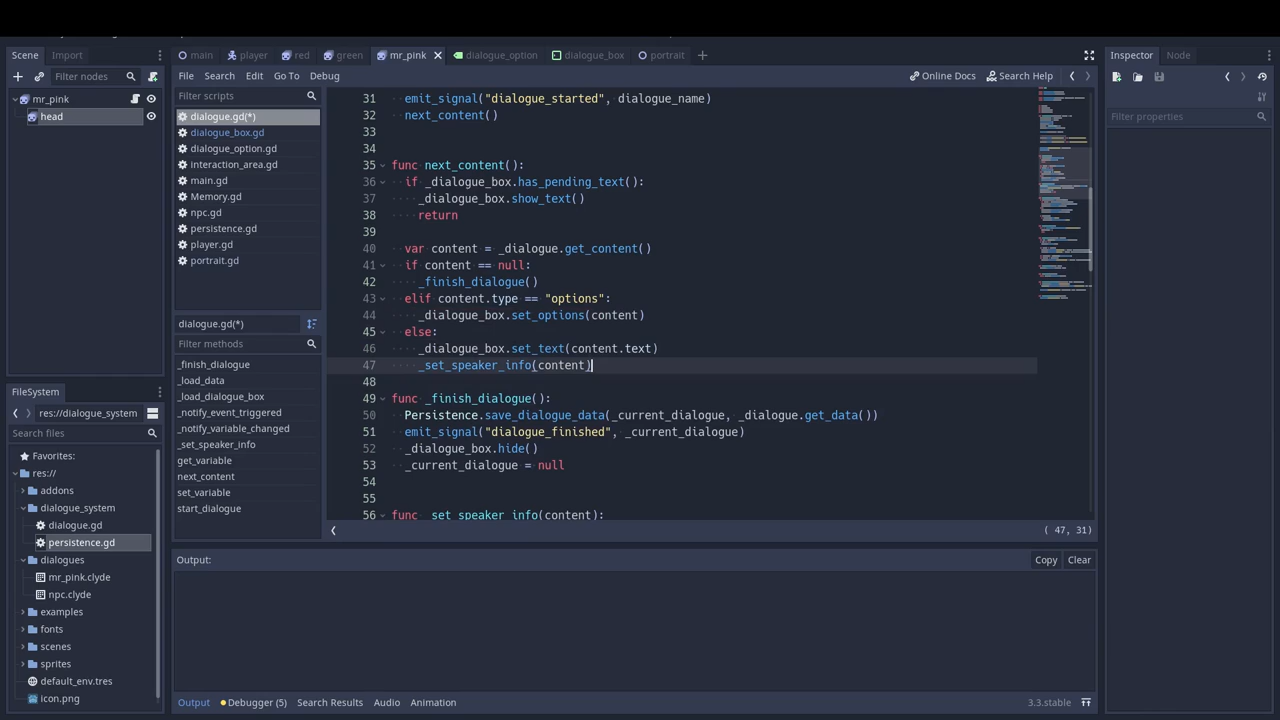 Scene
Import
main
player
red
green
mr_pink
dialogue_option
dialogue_box
portrait
Inspector
Node
Filter nodes
File Search Edit Go To Debug
Online Docs
Search Help
mr_pink
head
Filter scripts
dialogue.gd(*)
dialogue_box.gd
dialogue_option.gd
interaction_area.gd
main.gd
Memory.gd
npc.gd
persistence.gd
player.gd
portrait.gd
dialogue.gd(*)
Filter methods
_finish_dialogue
_load_data
_load_dialogue_box
_notify_event_triggered
_notify_variable_changed
_set_speaker_info
get_variable
next_content
set_variable
start_dialogue
31 emit_signal("dialogue_started", dialogue_name)
32 next_content()
33
34
35 func next_content():
36 if _dialogue_box.has_pending_text():
37 _dialogue_box.show_text()
38 return
39
40 var content = _dialogue.get_content()
41 if content == null:
42 _finish_dialogue()
43 elif content.type == "options":
44 _dialogue_box.set_options(content)
45 else:
46 _dialogue_box.set_text(content.text)
47 _set_speaker_info(content)
48
49 func _finish_dialogue():
50 Persistence.save_dialogue_data(_current_dialogue, _dialogue.get_data())
51 emit_signal("dialogue_finished", _current_dialogue)
52 _dialogue_box.hide()
53 _current_dialogue = null
54
55
56 func _set_speaker_info(content):
( 47, 31)
Filter properties
FileSystem
res://dialogue_system
Search files
Favorites:
res://
addons
dialogue_system
dialogue.gd
persistence.gd
dialogues
mr_pink.clyde
npc.clyde
examples
fonts
scenes
sprites
default_env.tres
icon.png
Output:
Copy
Clear
Output
Debugger (5)
Search Results
Audio
Animation
3.3.stable